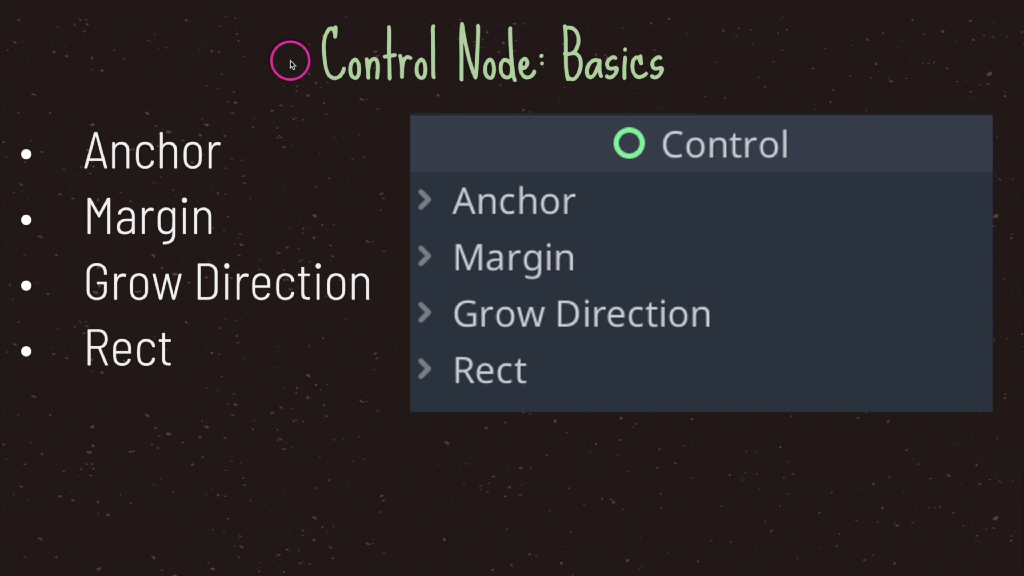 Control Node: Basics
• Anchor
• Margin
• Grow Direction
• Rect
Control
Anchor
Margin
Grow Direction
Rect